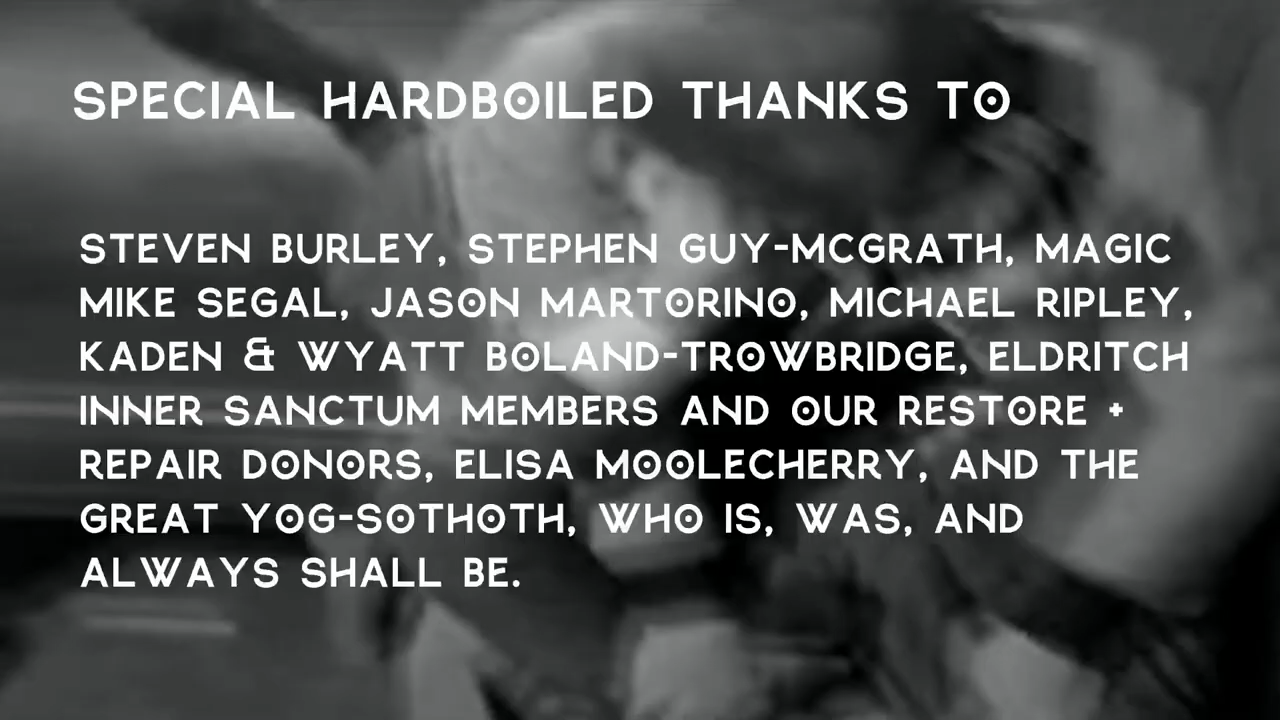 SPECIAL HARDBOILED THANKS TO
STEVEN BURLEY, STEPHEN GUY-MCGRATH, MAGIC
MIKE SEGAL, JASON MARTORINO, MICHAEL RIPLEY,
KADEN & WYATT BOLAND-TROWBRIDGE, ELDRITCH
INNER SANCTUM MEMBERS AND OUR RESTORE +
REPAIR DONORS, ELISA MOOLECHERRY, AND THE
GREAT YOG-SOTHOTH, WHO IS, WAS, AND
ALWAYS SHALL BE.